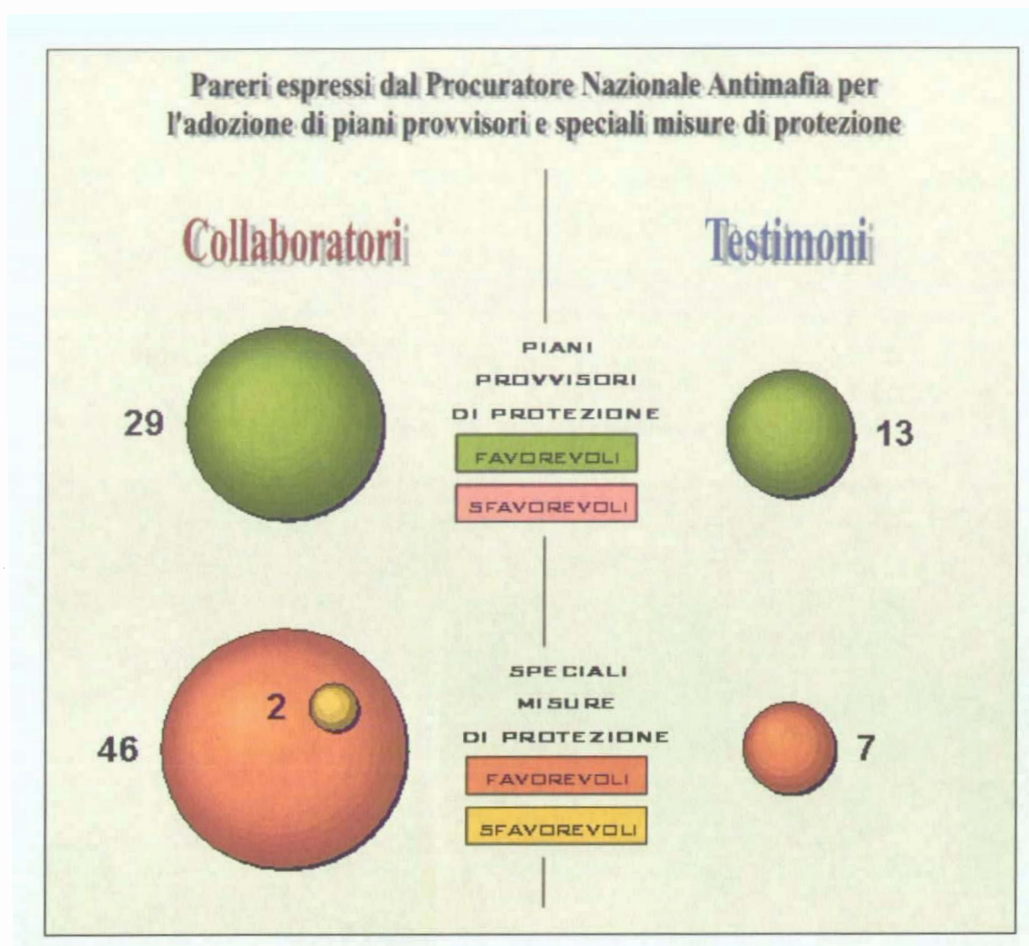 Pareri espressi dal Procuratore Nazionale Antimafia per
l'adozione di piani provvisori e speciali misure di protezione
Collaboratori
Testimoni
PIANI
PROVVISORI
DI PROTEZIONE
FAVOREVOLI
SFAVOREVOLI
29
13
SPECIALI
MISURE
DI PROTEZIONE
FAVOREVOLI
SFAVOREVOLI
2
46
7